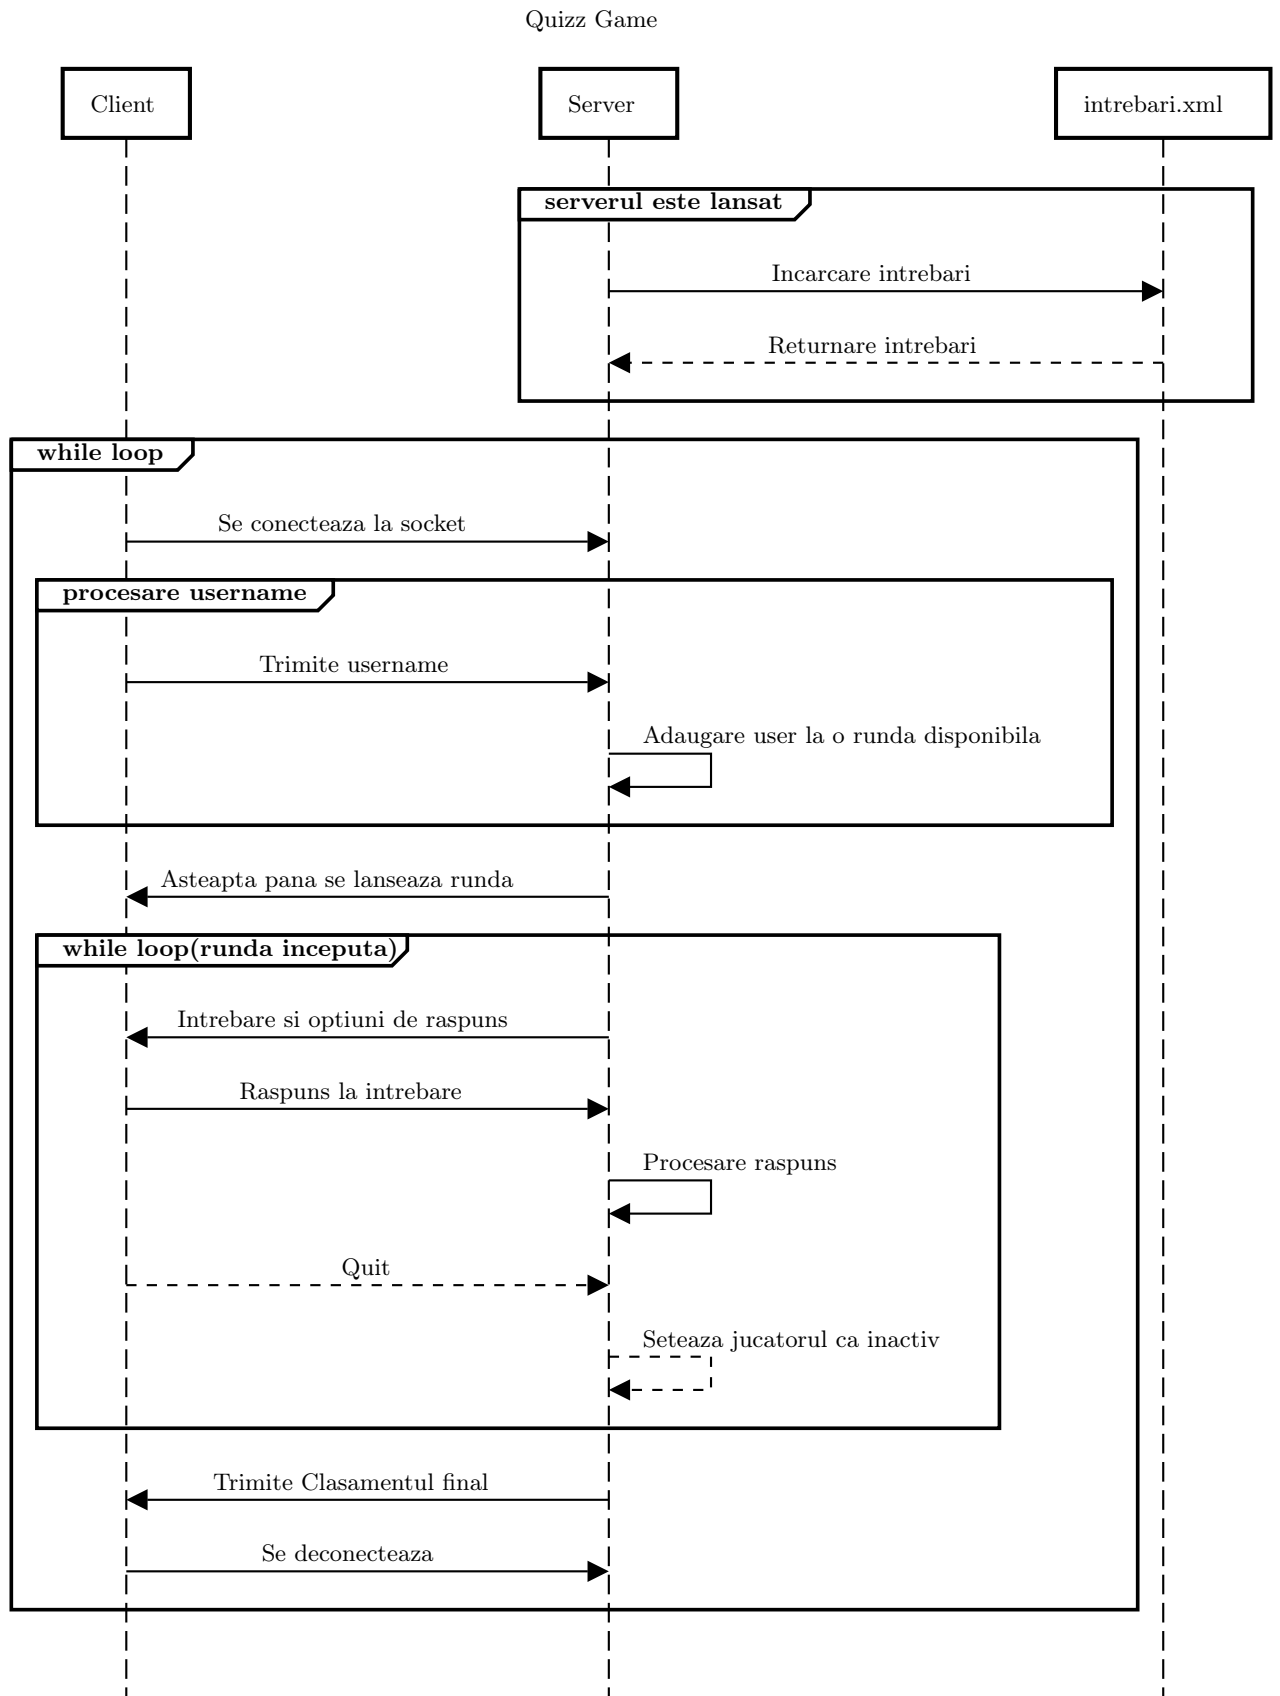 Quizz Game
Client
Server
intrebari.xml
serverul este lansat
Incarcare intrebari
Returnare intrebari
while loop
Se conecteaza la socket
procesare username
Trimite username
Adaugare user la o runda disponibila
Asteapta pana se lanseaza runda
while loop(runda inceputa)
Intrebare si optiuni de raspuns
Raspuns la intrebare
Procesare raspuns
Quit
Seteaza jucatorul ca inactiv
Trimite Clasamentul final
Se deconecteaza